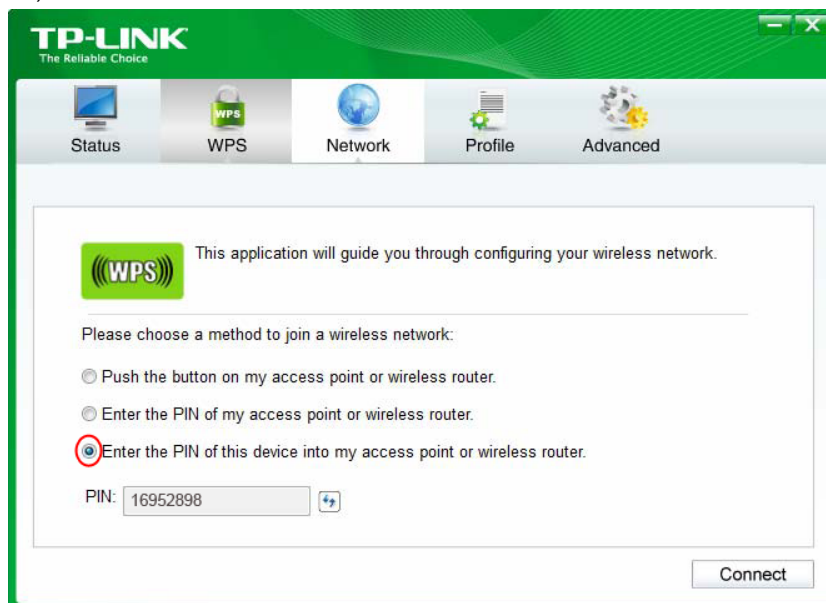 TP-LINK
The Reliable Choice
Status WPS Network Profile Advanced
WPS
(((WPS)))
This application will guide you through configuring your wireless network.
Please choose a method to join a wireless network:
Push the button on my access point or wireless router.
Enter the PIN of my access point or wireless router.
Enter the PIN of this device into my access point or wireless router.
PIN: 16952898
Connect